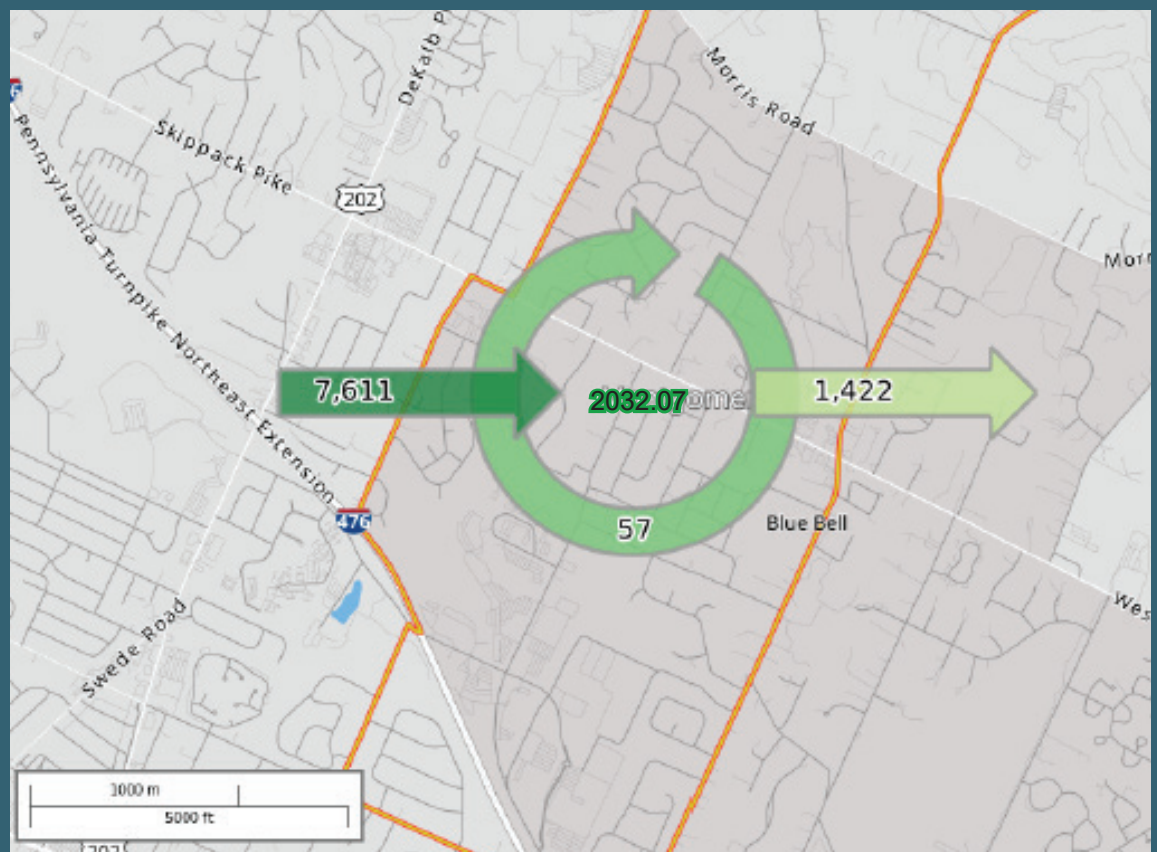 DeKalb P
Morris Road
Skippack Pike
202
Pennsylvania Turnpike Northeast Extension
Morr
7,611
2032.07
1,422
57
Blue Bell
476
Wes
Swede Road
1000 m
5000 ft
202